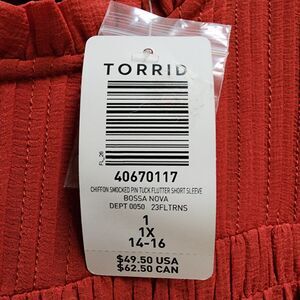 TORRID
FL_26
40670117
CHIFFON SMOCKED PIN TUCK FLUTTER SHORT SLEEVE
BOSSA NOVA
DEPT 0050 23FLTRNS
1
1X
14-16
$49.50 USA
$62.50 CAN